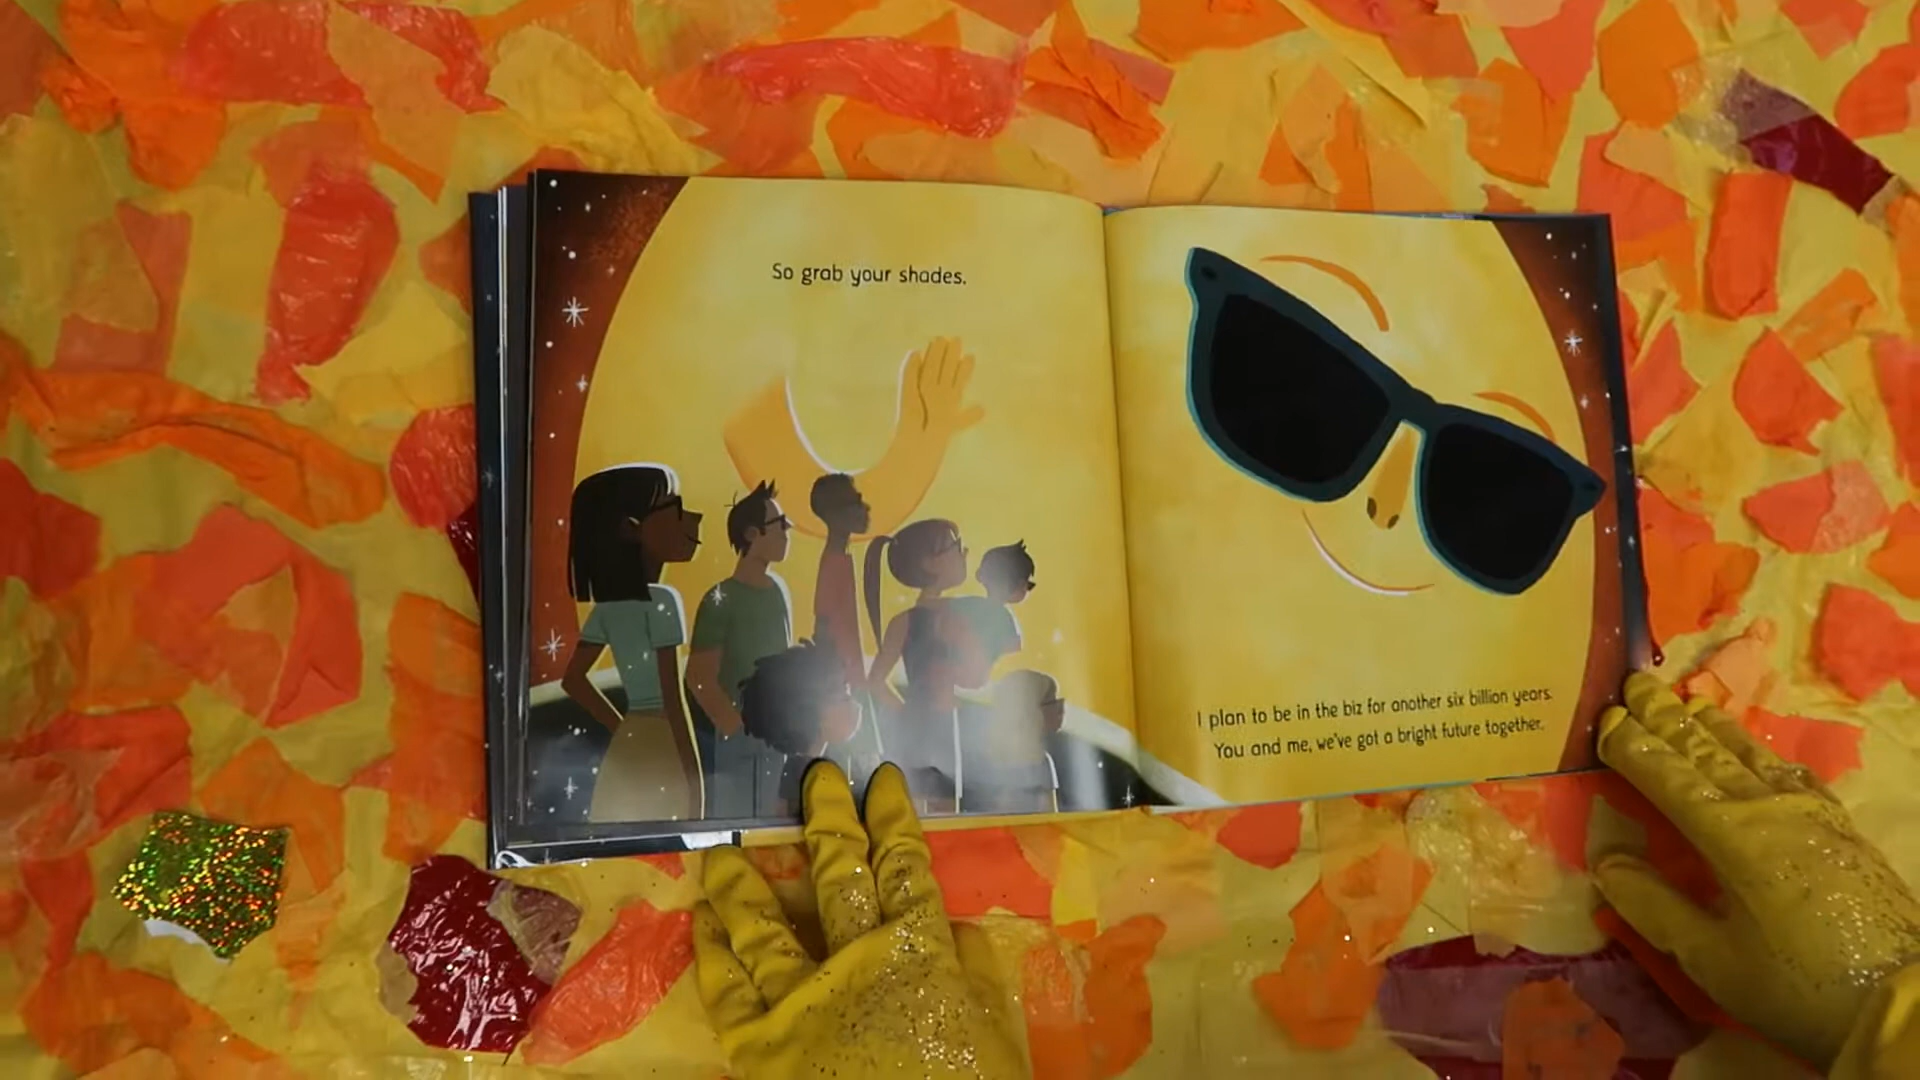 So grab your shades.
I plan to be in the biz for another six billion years.
You and me, we've got a bright future together.